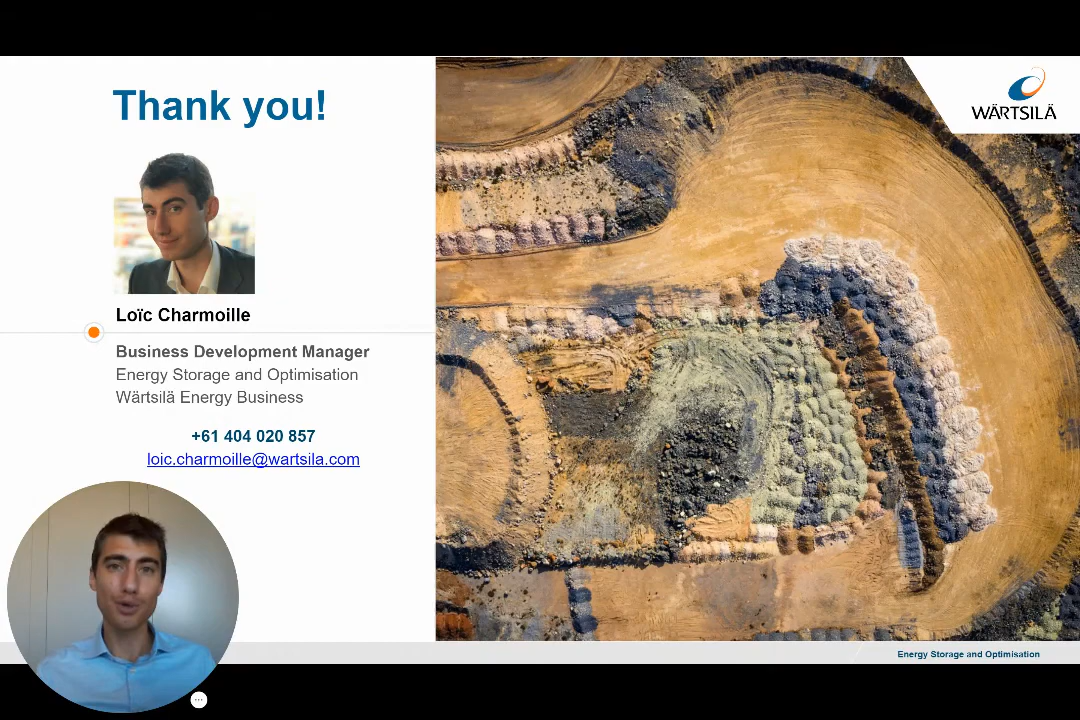 Thank you!
WÄRTSILÄ
Loïc Charmoille
Business Development Manager
Energy Storage and Optimisation
Wärtsilä Energy Business
+61 404 020 857
loic.charmoille@wartsila.com
Energy Storage and Optimisation